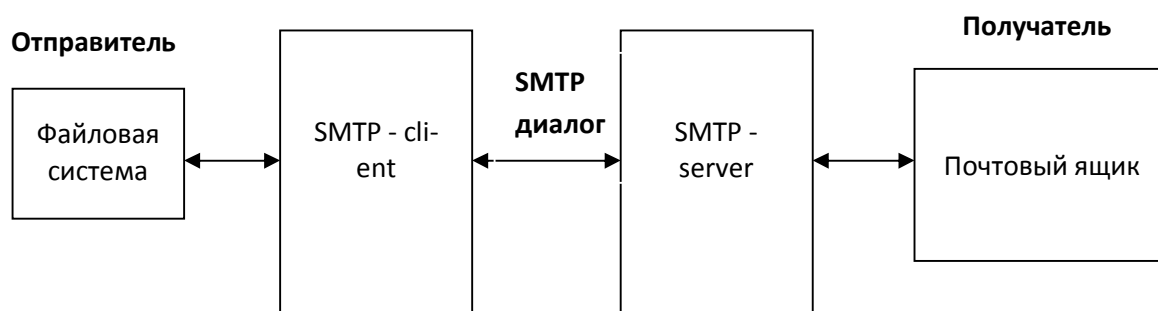 Отправитель
Файловая
система
SMTP - cli-
ent
SMTP
диалог
SMTP -
server
Получатель
Почтовый ящик